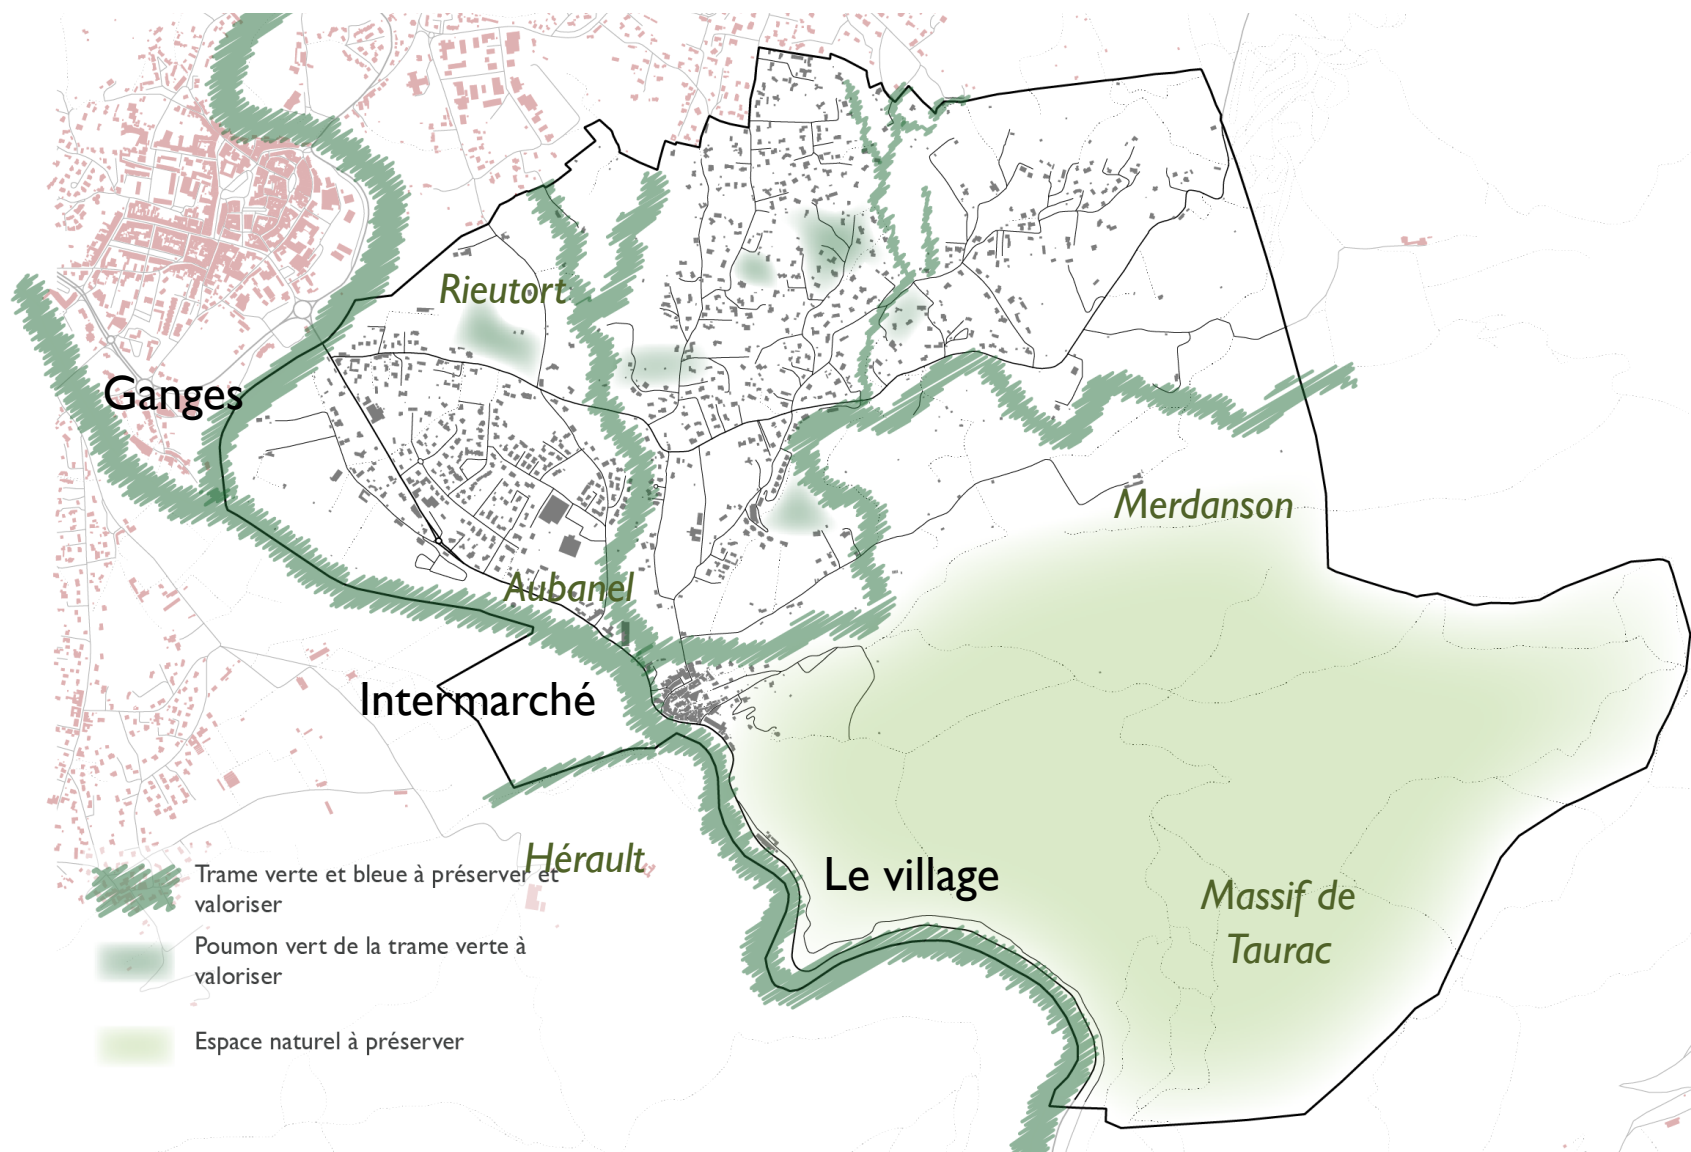 Rieutort
Ganges
Merdanson
Aubanel
Intermarché
Hérault
Le village
Massif de
Taurac
Trame verte et bleue à préserver et
valoriser
Poumon vert de la trame verte à
valoriser
Espace naturel à préserver